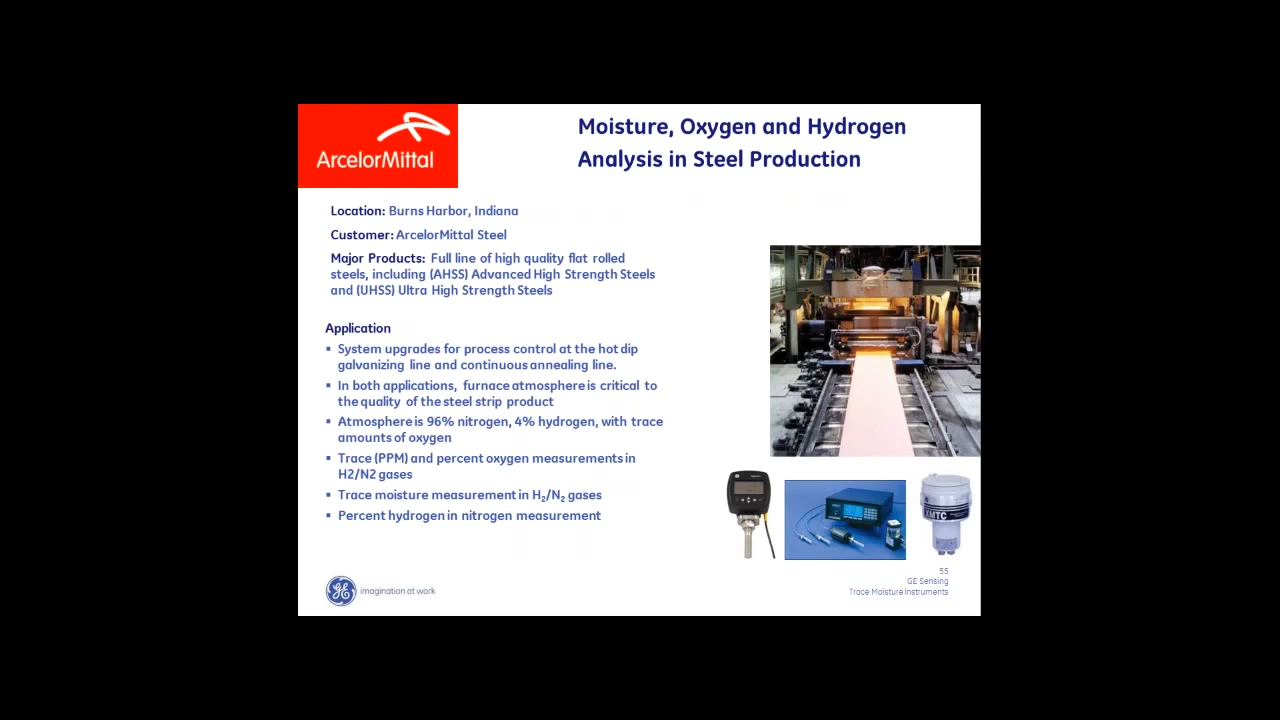 ArcelorMittal
Moisture, Oxygen and Hydrogen
Analysis in Steel Production
Location: Burns Harbor, Indiana
Customer: ArcelorMittal Steel
Major Products: Full line of high quality flat rolled
steels, including (AHSS) Advanced High Strength Steels
and (UHSS) Ultra High Strength Steels
Application
▪ System upgrades for process control at the hot dip
galvanizing line and continuous annealing line.
▪ In both applications, furnace atmosphere is critical to
the quality of the steel strip product
▪ Atmosphere is 96% nitrogen, 4% hydrogen, with trace
amounts of oxygen
▪ Trace (PPM) and percent oxygen measurements in
H2/N2 gases
▪ Trace moisture measurement in H₂/N₂ gases
▪ Percent hydrogen in nitrogen measurement
XMTC
GE imagination at work
55
GE Sensing
Trace Moisture Instruments